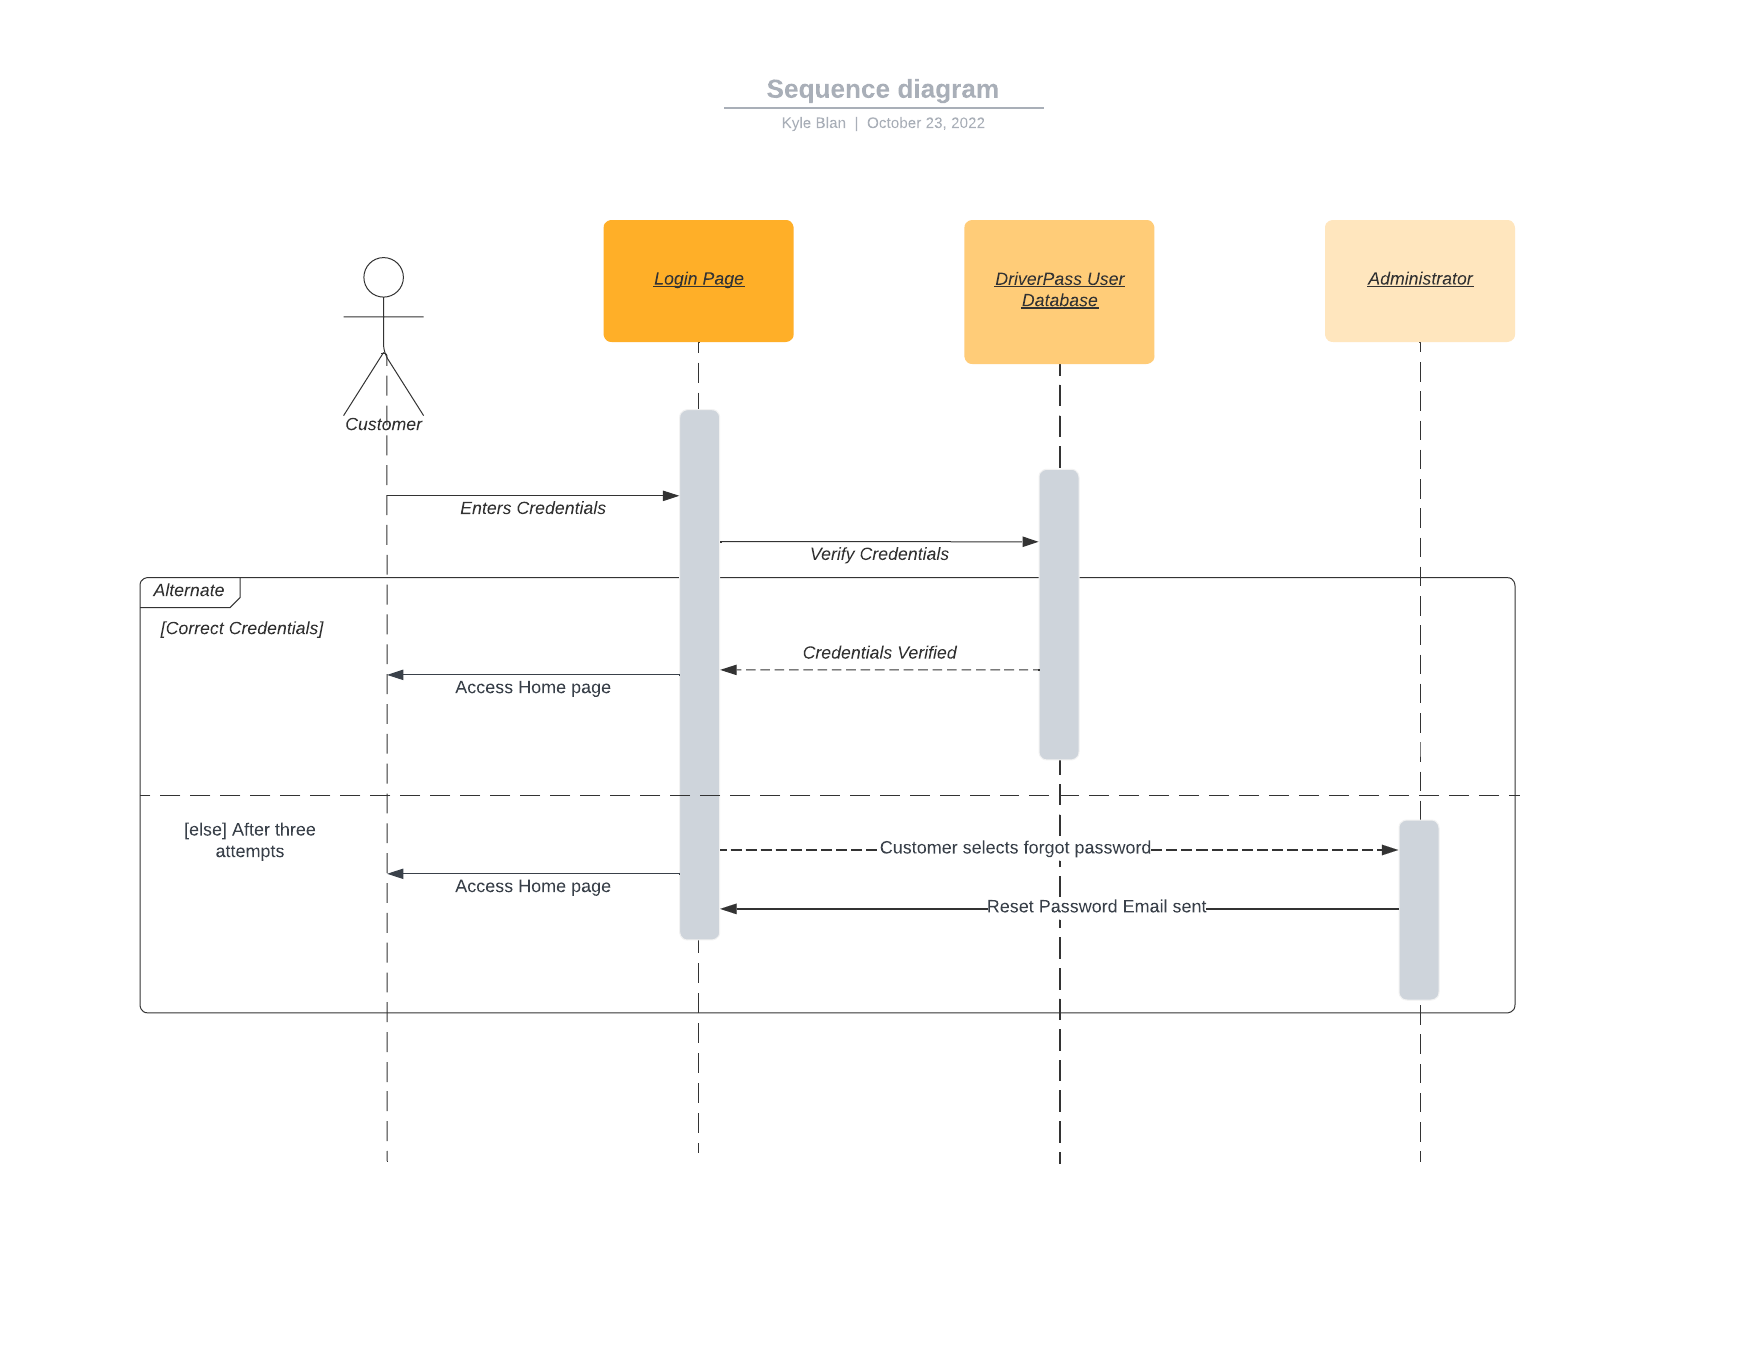 Sequence diagram
Kyle Blan | October 23, 2022
Login Page
DriverPass User
Database
Administrator
Customer
Enters Credentials
Verify Credentials
Alternate
[Correct Credentials]
Credentials Verified
Access Home page
[else] After three
attempts
Customer selects forgot password
Access Home page
Reset Password Email sent